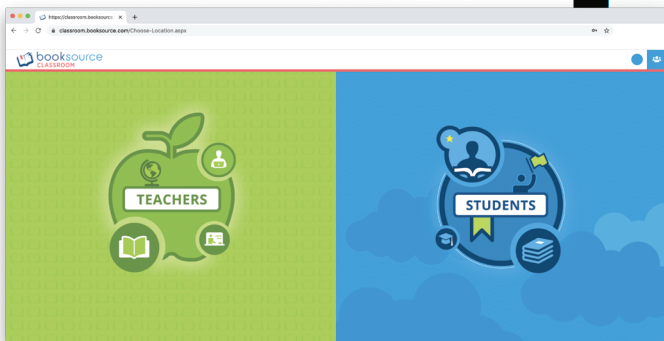 https://classroom.booksource
classroom.booksource.com/Choose-Location.aspx
booksource
CLASSROOM
TEACHERS
STUDENTS